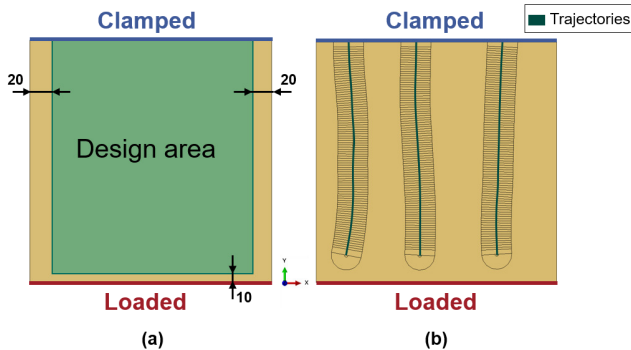 Clamped
20
20
Design area
10
Loaded
(a)
Y
X
Trajectories
Clamped
Loaded
(b)